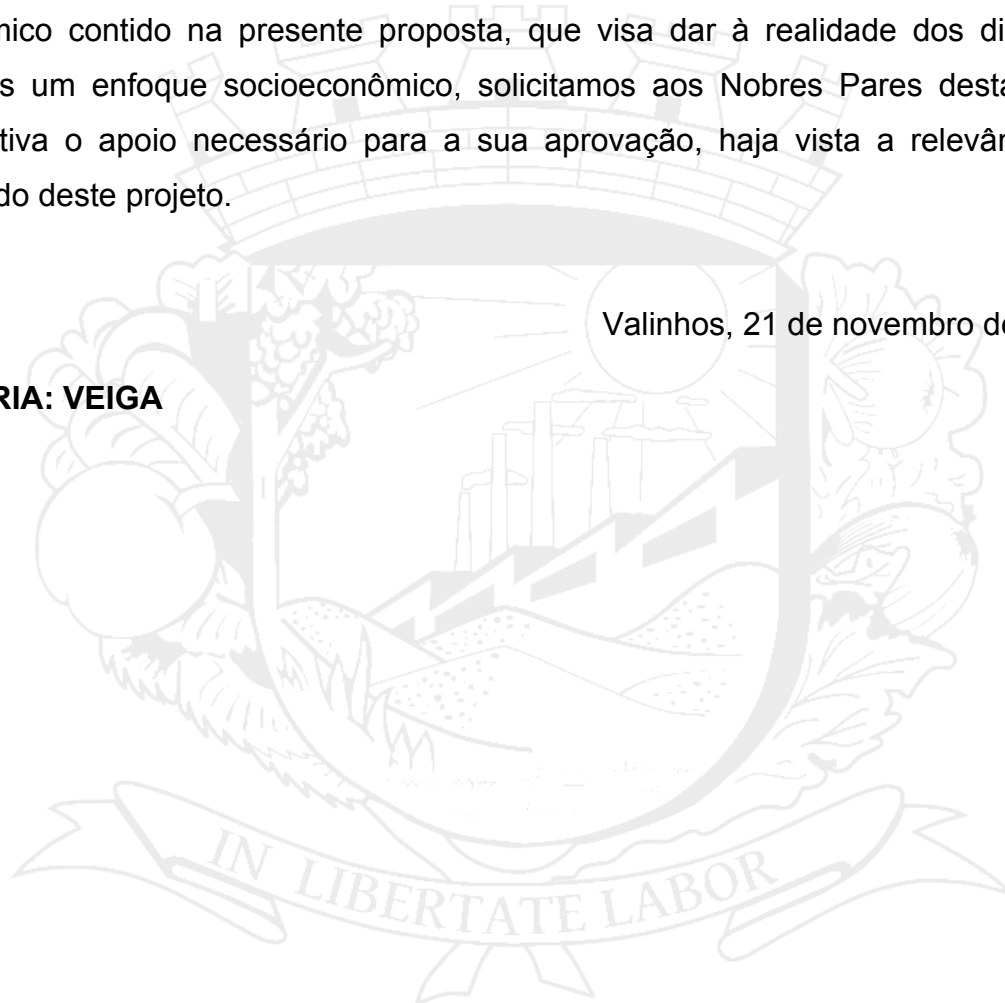 mico contido na presente proposta, que visa dar à realidade dos di
s um enfoque socioeconômico, solicitamos aos Nobres Pares desta
tiva o apoio necessário para a sua aprovação, haja vista a relevân
do deste projeto.
Valinhos, 21 de novembro de
RIA: VEIGA
IN LIBERTATE LABOR